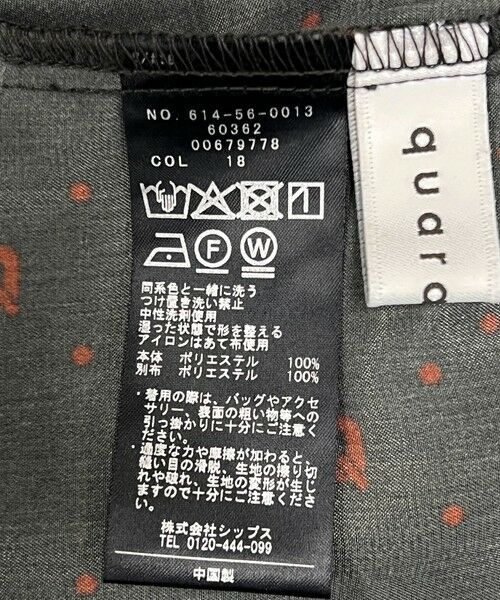 NO. 614-56-0013
60362
00679778
COL 18
F W
同系色と一緒に洗う
つけ置き洗い禁止
中性洗剤使用
湿った状態で形を整える
アイロンはあて布使用
本体 ポリエステル 100%
別布 ポリエステル 100%
・着用の際は、バッグやアクセ
サリー、表面の粗い物等への
引っ掛かりに十分にご注意く
ださい。
・過度な力や摩擦が加わると、
縫い目の滑脱、生地の擦り切
れや破れ、生地の変形が生じ
ますので十分にご注意くださ
い。
株式会社シップス
TEL 0120-444-099
中国製
quara